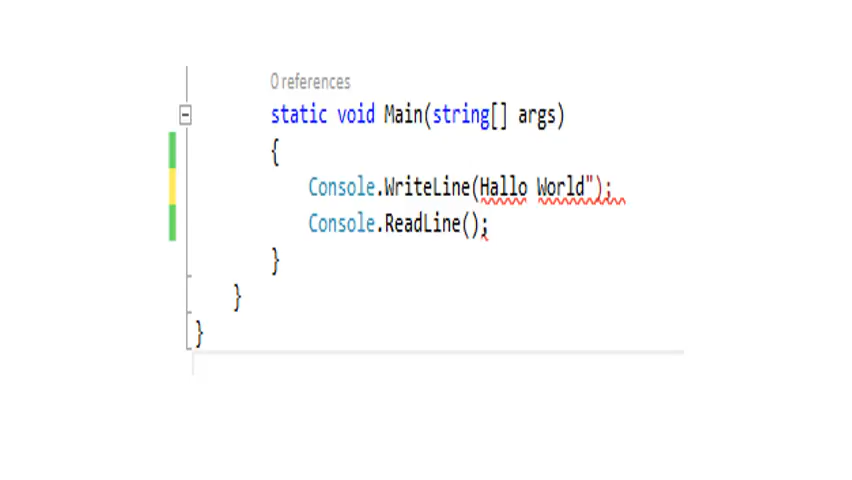 0 references
static void Main(string[] args)
{
Console.WriteLine(Hallo World");
Console.ReadLine();
}
}
}